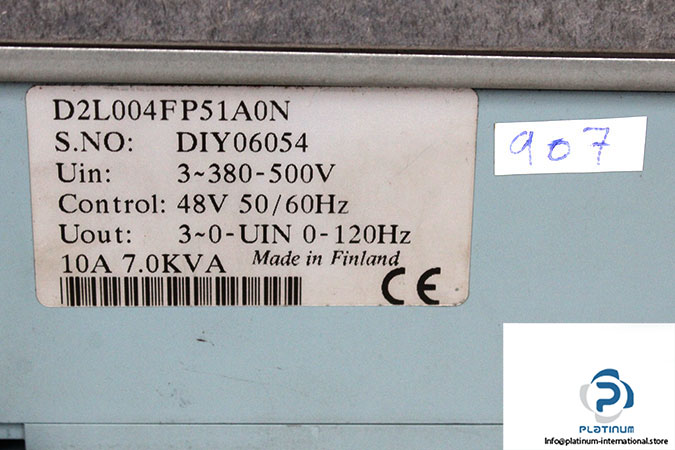 D2L004FP51A0N
S.NO: DIY06054
Uin: 3~380-500V
Control: 48V 50/60Hz
Uout: 3~0-UIN 0-120Hz
10A 7.0KVA Made in Finland
CE
907
PLATINUM
Info@platinum-international.store